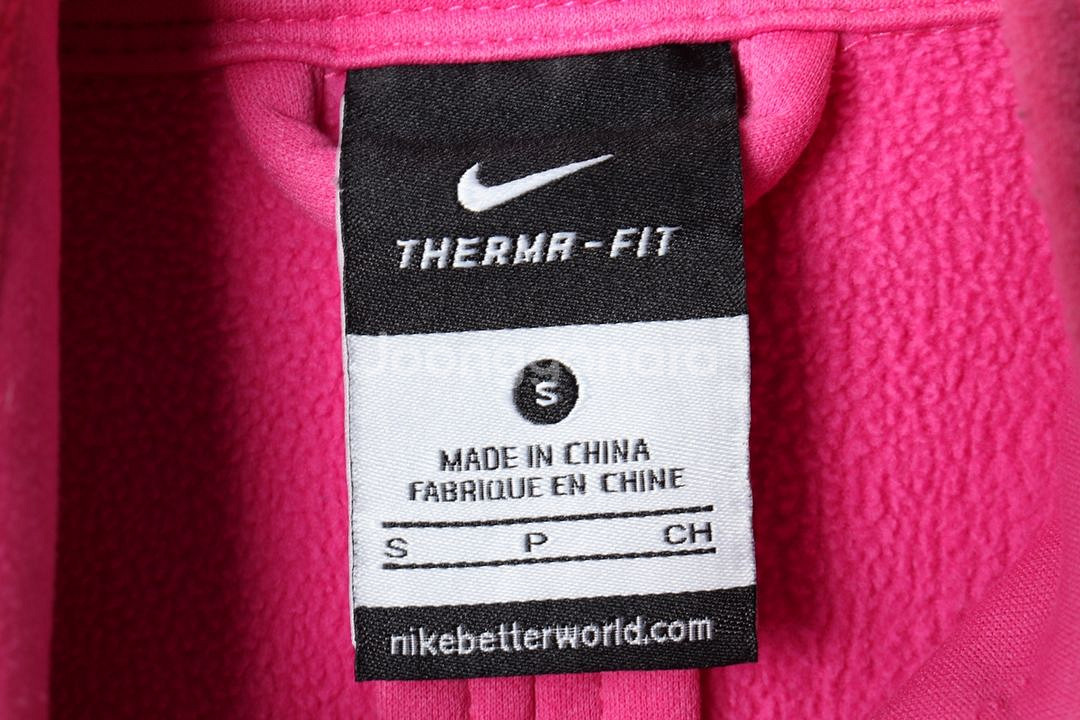 THERMA-FIT
S
MADE IN CHINA
FABRIQUE EN CHINE
S P CH
nikebetterworld.com